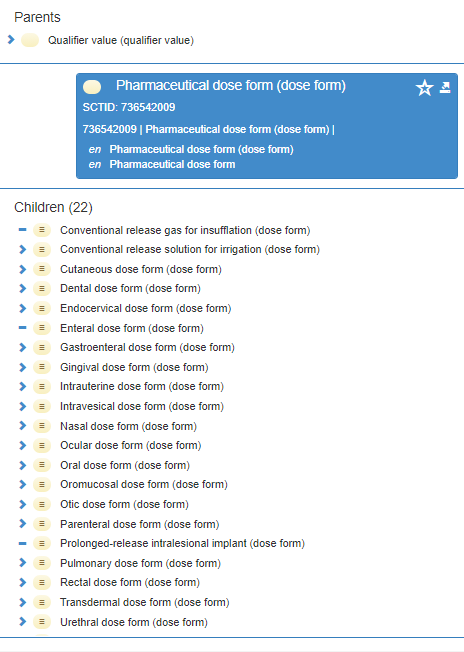 Parents
Qualifier value (qualifier value)
Pharmaceutical dose form (dose form)
SCTID: 736542009
736542009 | Pharmaceutical dose form (dose form) |
en Pharmaceutical dose form (dose form)
en Pharmaceutical dose form
Children (22)
Conventional release gas for insufflation (dose form)
Conventional release solution for irrigation (dose form)
Cutaneous dose form (dose form)
Dental dose form (dose form)
Endocervical dose form (dose form)
Enteral dose form (dose form)
Gastroenteral dose form (dose form)
Gingival dose form (dose form)
Intrauterine dose form (dose form)
Intravesical dose form (dose form)
Nasal dose form (dose form)
Ocular dose form (dose form)
Oral dose form (dose form)
Oromucosal dose form (dose form)
Otic dose form (dose form)
Parenteral dose form (dose form)
Prolonged-release intralesional implant (dose form)
Pulmonary dose form (dose form)
Rectal dose form (dose form)
Transdermal dose form (dose form)
Urethral dose form (dose form)